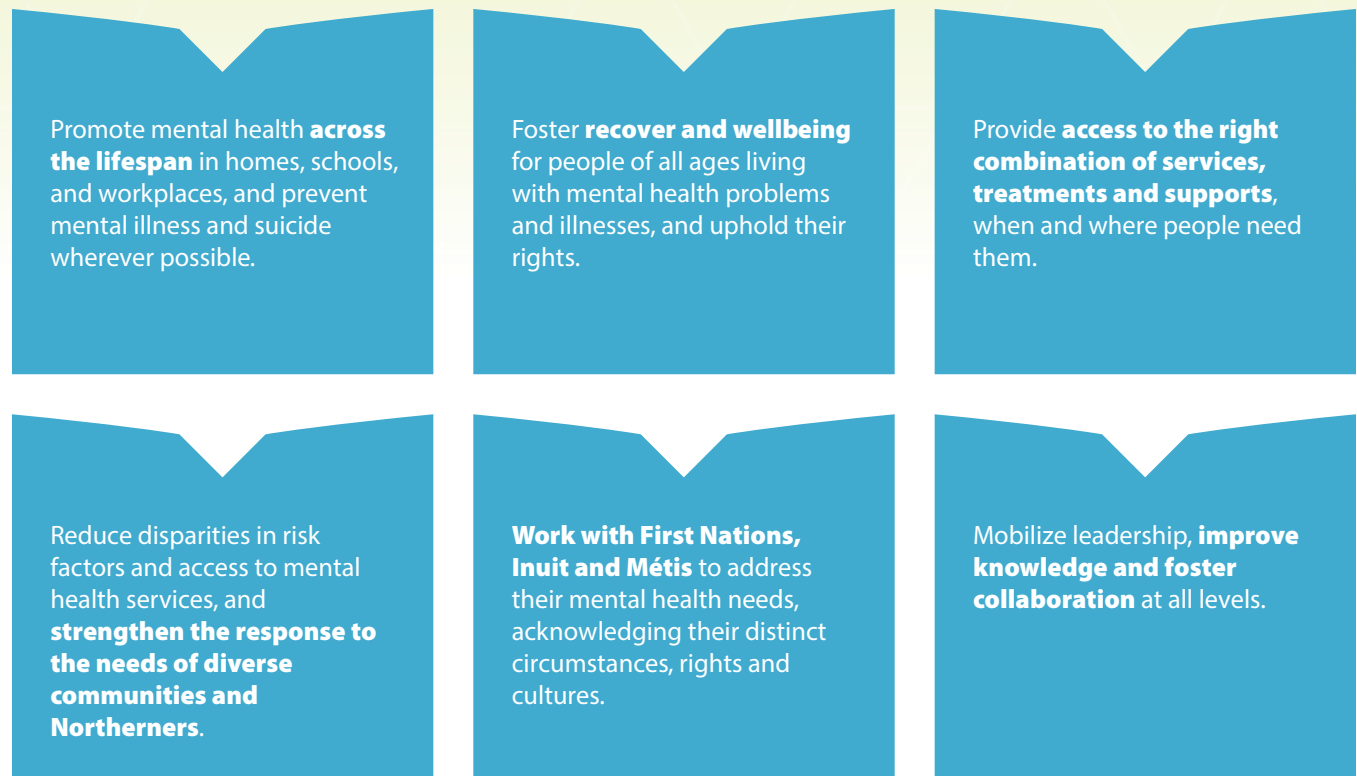 Promote mental health across
the lifespan in homes, schools,
and workplaces, and prevent
mental illness and suicide
wherever possible.
Foster recover and wellbeing
for people of all ages living
with mental health problems
and illnesses, and uphold their
rights.
Provide access to the right
combination of services,
treatments and supports,
when and where people need
them.
Reduce disparities in risk
factors and access to mental
health services, and
strengthen the response to
the needs of diverse
communities and
Northerners.
Work with First Nations,
Inuit and Métis to address
their mental health needs,
acknowledging their distinct
circumstances, rights and
cultures.
Mobilize leadership, improve
knowledge and foster
collaboration at all levels.